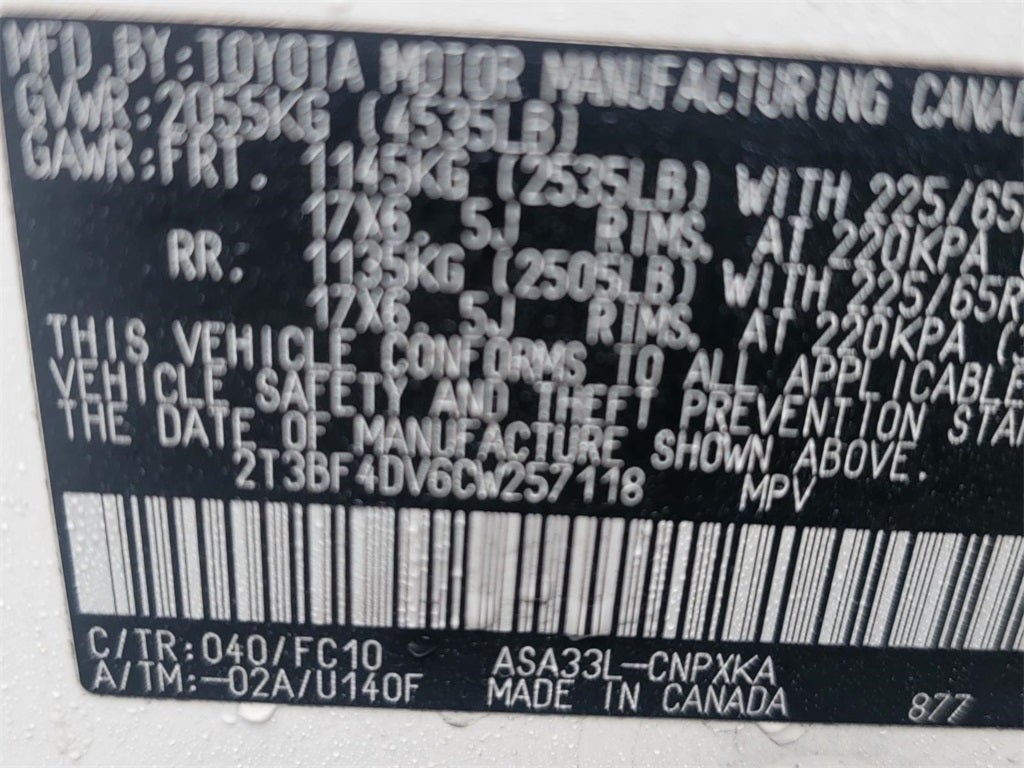 MFD.BY:TOYOTA MOTOR MANUFACTURING CANAD
GVWR:2055KG (4535LB)
GAWR:FRT. 1145KG (2535LB) WITH 225/65
17X6.5J RIMS. AT 220KPA (
RR. 1135KG (2505LB) WITH 225/65R
17X6.5J RIMS. AT 220KPA (3
THIS VEHICLE CONFORMS TO ALL APPLICABLE
VEHICLE SAFETY AND THEFT PREVENTION STAN
THE DATE OF MANUFACTURE SHOWN ABOVE.
2T3BF4DV6CW257118 MPV
C/TR:040/FC10 ASA33L-CNPXKA
A/TM:-02A/U140F MADE IN CANADA 877